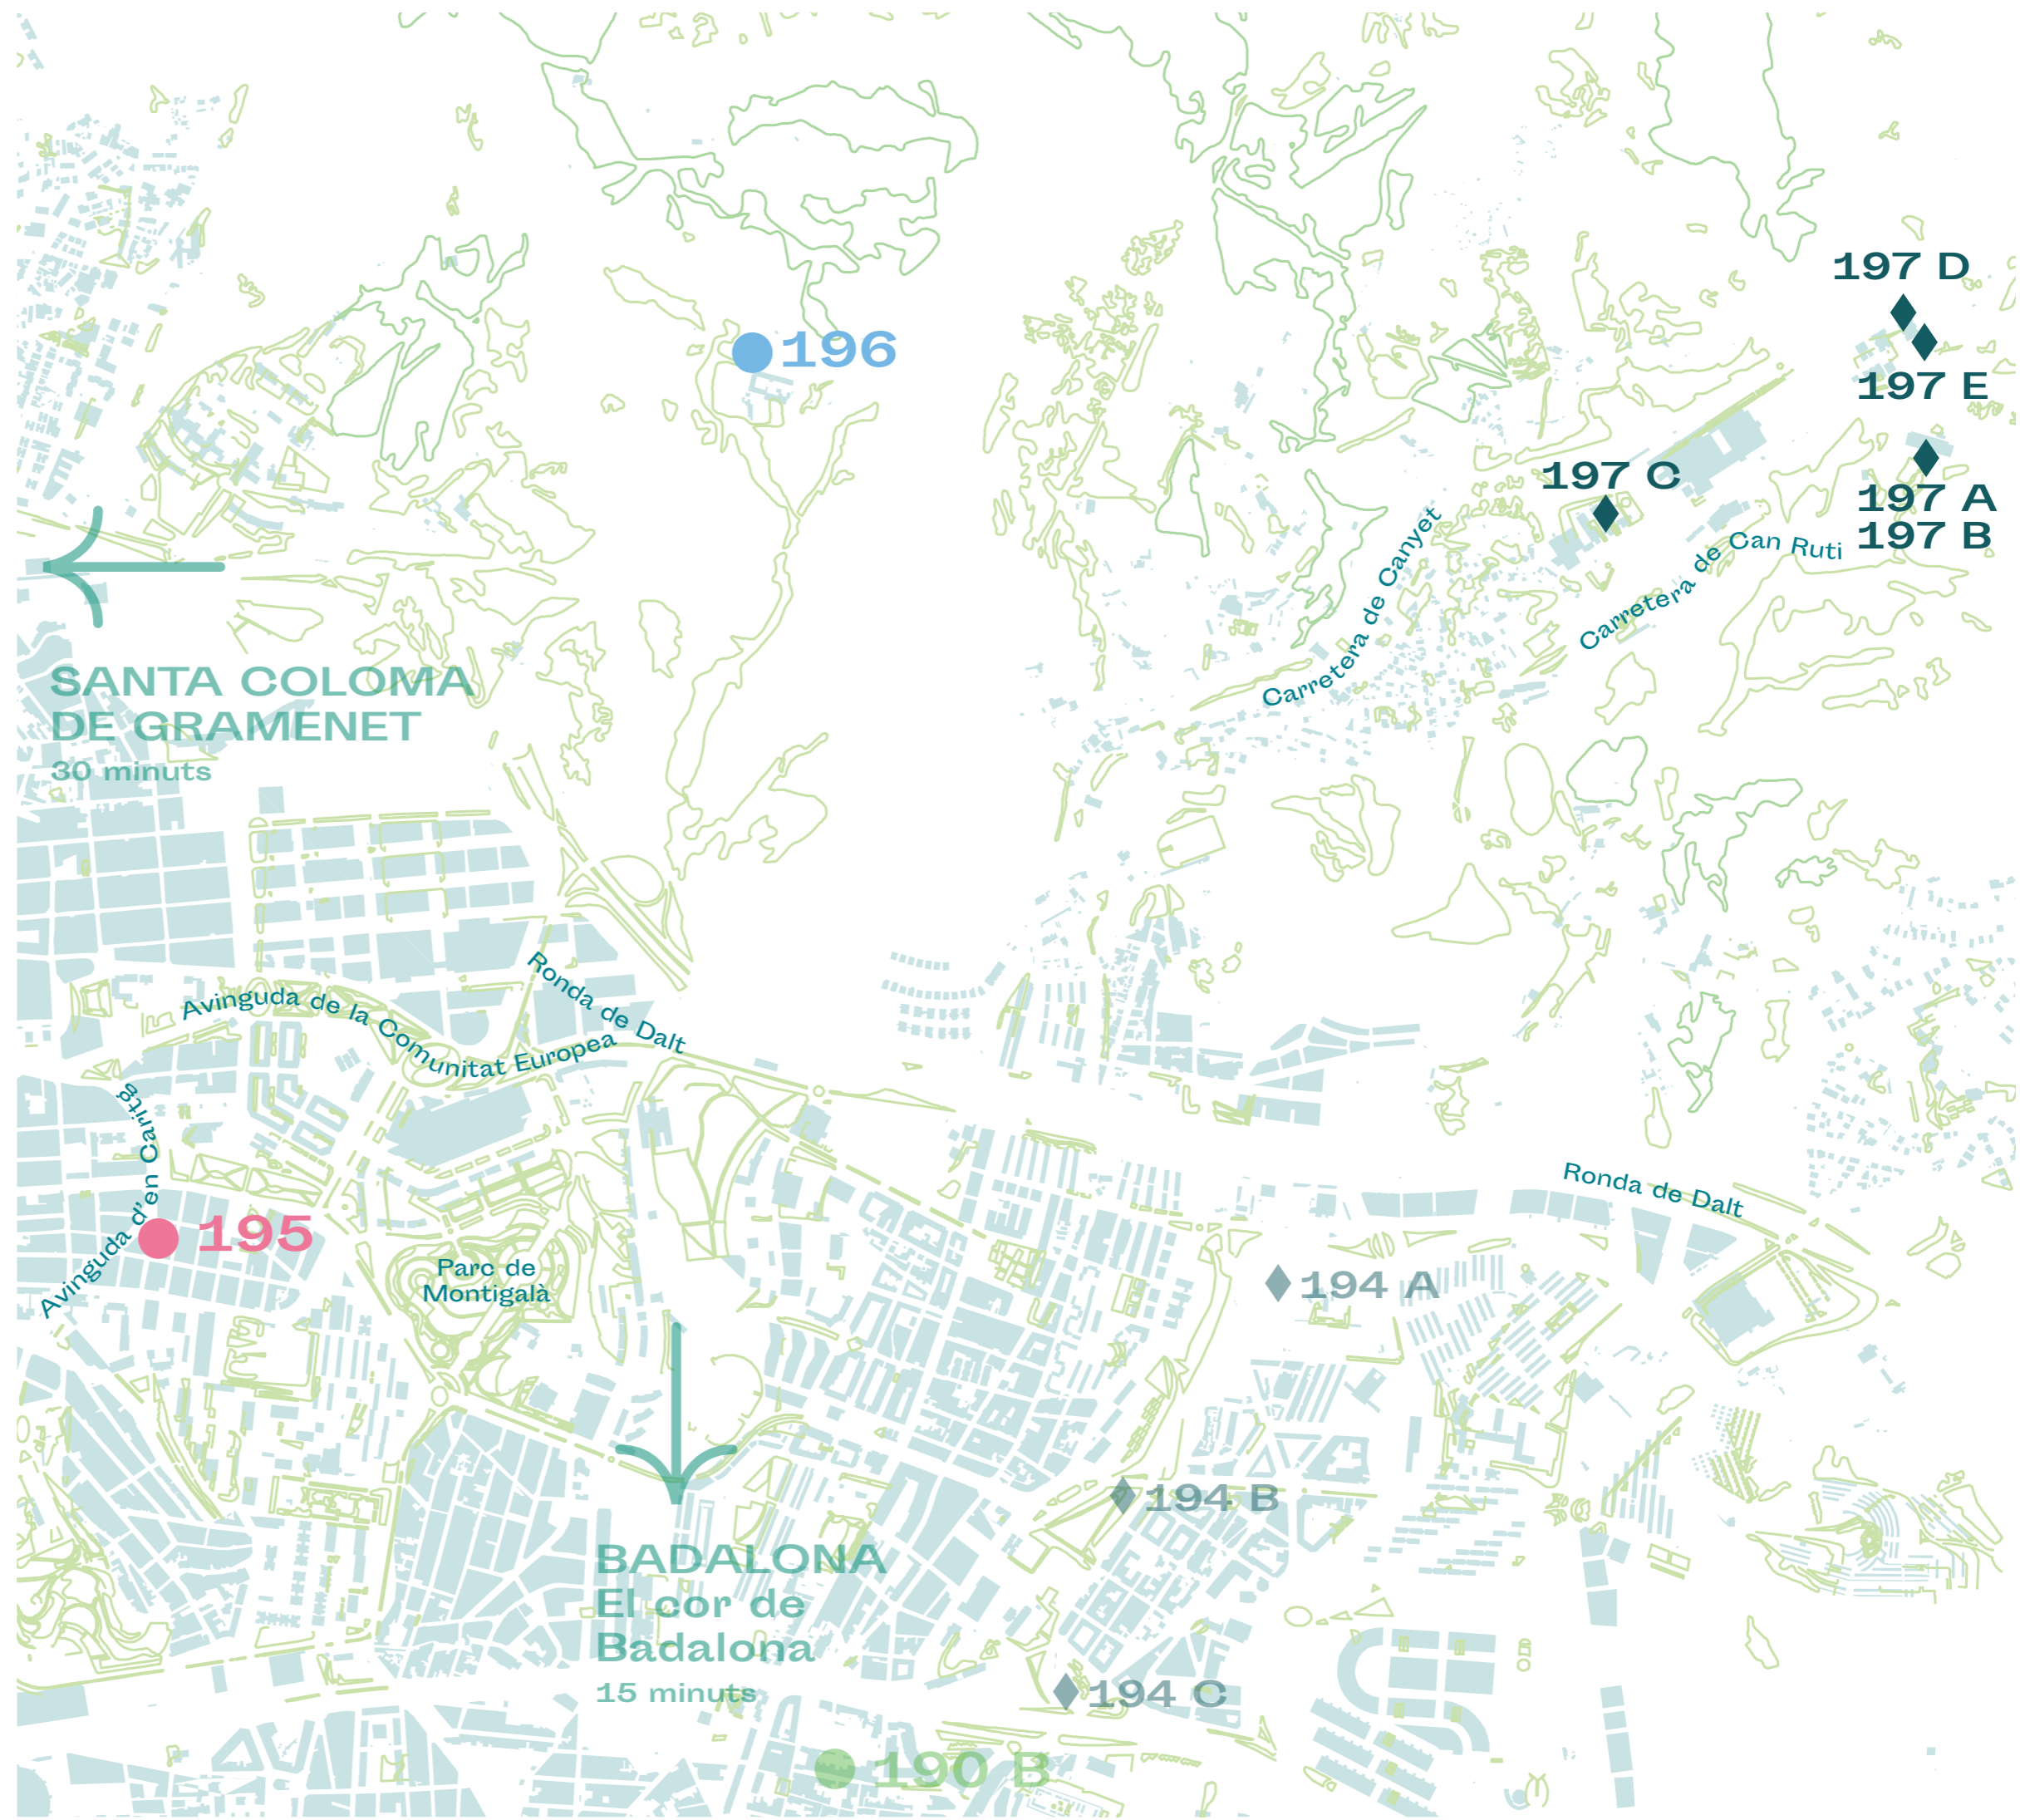 197 D
196
197 E
197 C
197 A
197 B
Carretera de Canyet
Carretera de Can Ruti
SANTA COLOMA
DE GRAMENET
30 minuts
Ronda de Dalt
Avinguda de la Comunitat Europea
Avinguda d'en Caritg
Ronda de Dalt
195
Parc de
Montigalà
194 A
194 B
BADALONA
El cor de
Badalona
15 minuts
194 C
190 B